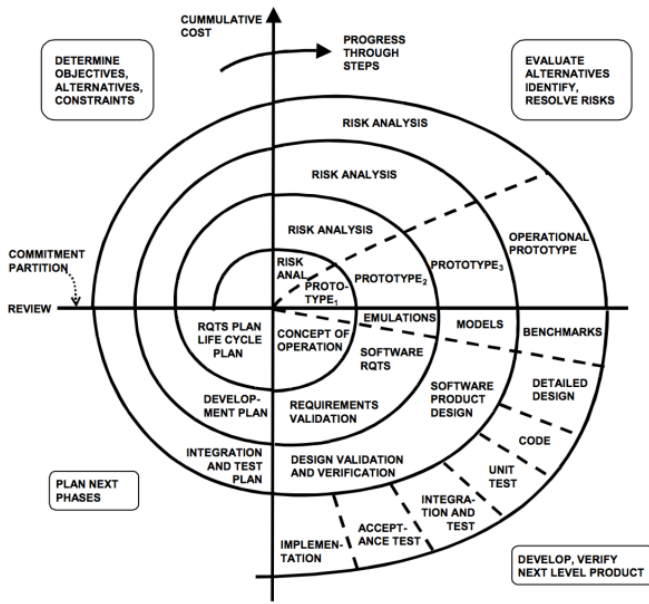 CUMMULATIVE
COST
PROGRESS
THROUGH
STEPS
DETERMINE
OBJECTIVES,
ALTERNATIVES,
CONSTRAINTS
EVALUATE
ALTERNATIVES
IDENTIFY,
RESOLVE RISKS
RISK ANALYSIS
RISK ANALYSIS
RISK ANALYSIS
RISK
ANAL.
PROTO-
TYPE1
PROTOTYPE2
PROTOTYPE3
OPERATIONAL
PROTOTYPE
COMMITMENT
PARTITION
REVIEW
RQTS PLAN
LIFE CYCLE
PLAN
CONCEPT OF
OPERATION
EMULATIONS
MODELS
BENCHMARKS
SOFTWARE
RQTS
SOFTWARE
PRODUCT
DESIGN
DETAILED
DESIGN
DEVELOP-
MENT PLAN
REQUIREMENTS
VALIDATION
CODE
INTEGRATION
AND TEST
PLAN
DESIGN VALIDATION
AND VERIFICATION
UNIT
TEST
PLAN NEXT
PHASES
INTEGRA-
TION AND
TEST
ACCEPT-
ANCE TEST
IMPLEMEN-
TATION
DEVELOP, VERIFY
NEXT LEVEL PRODUCT